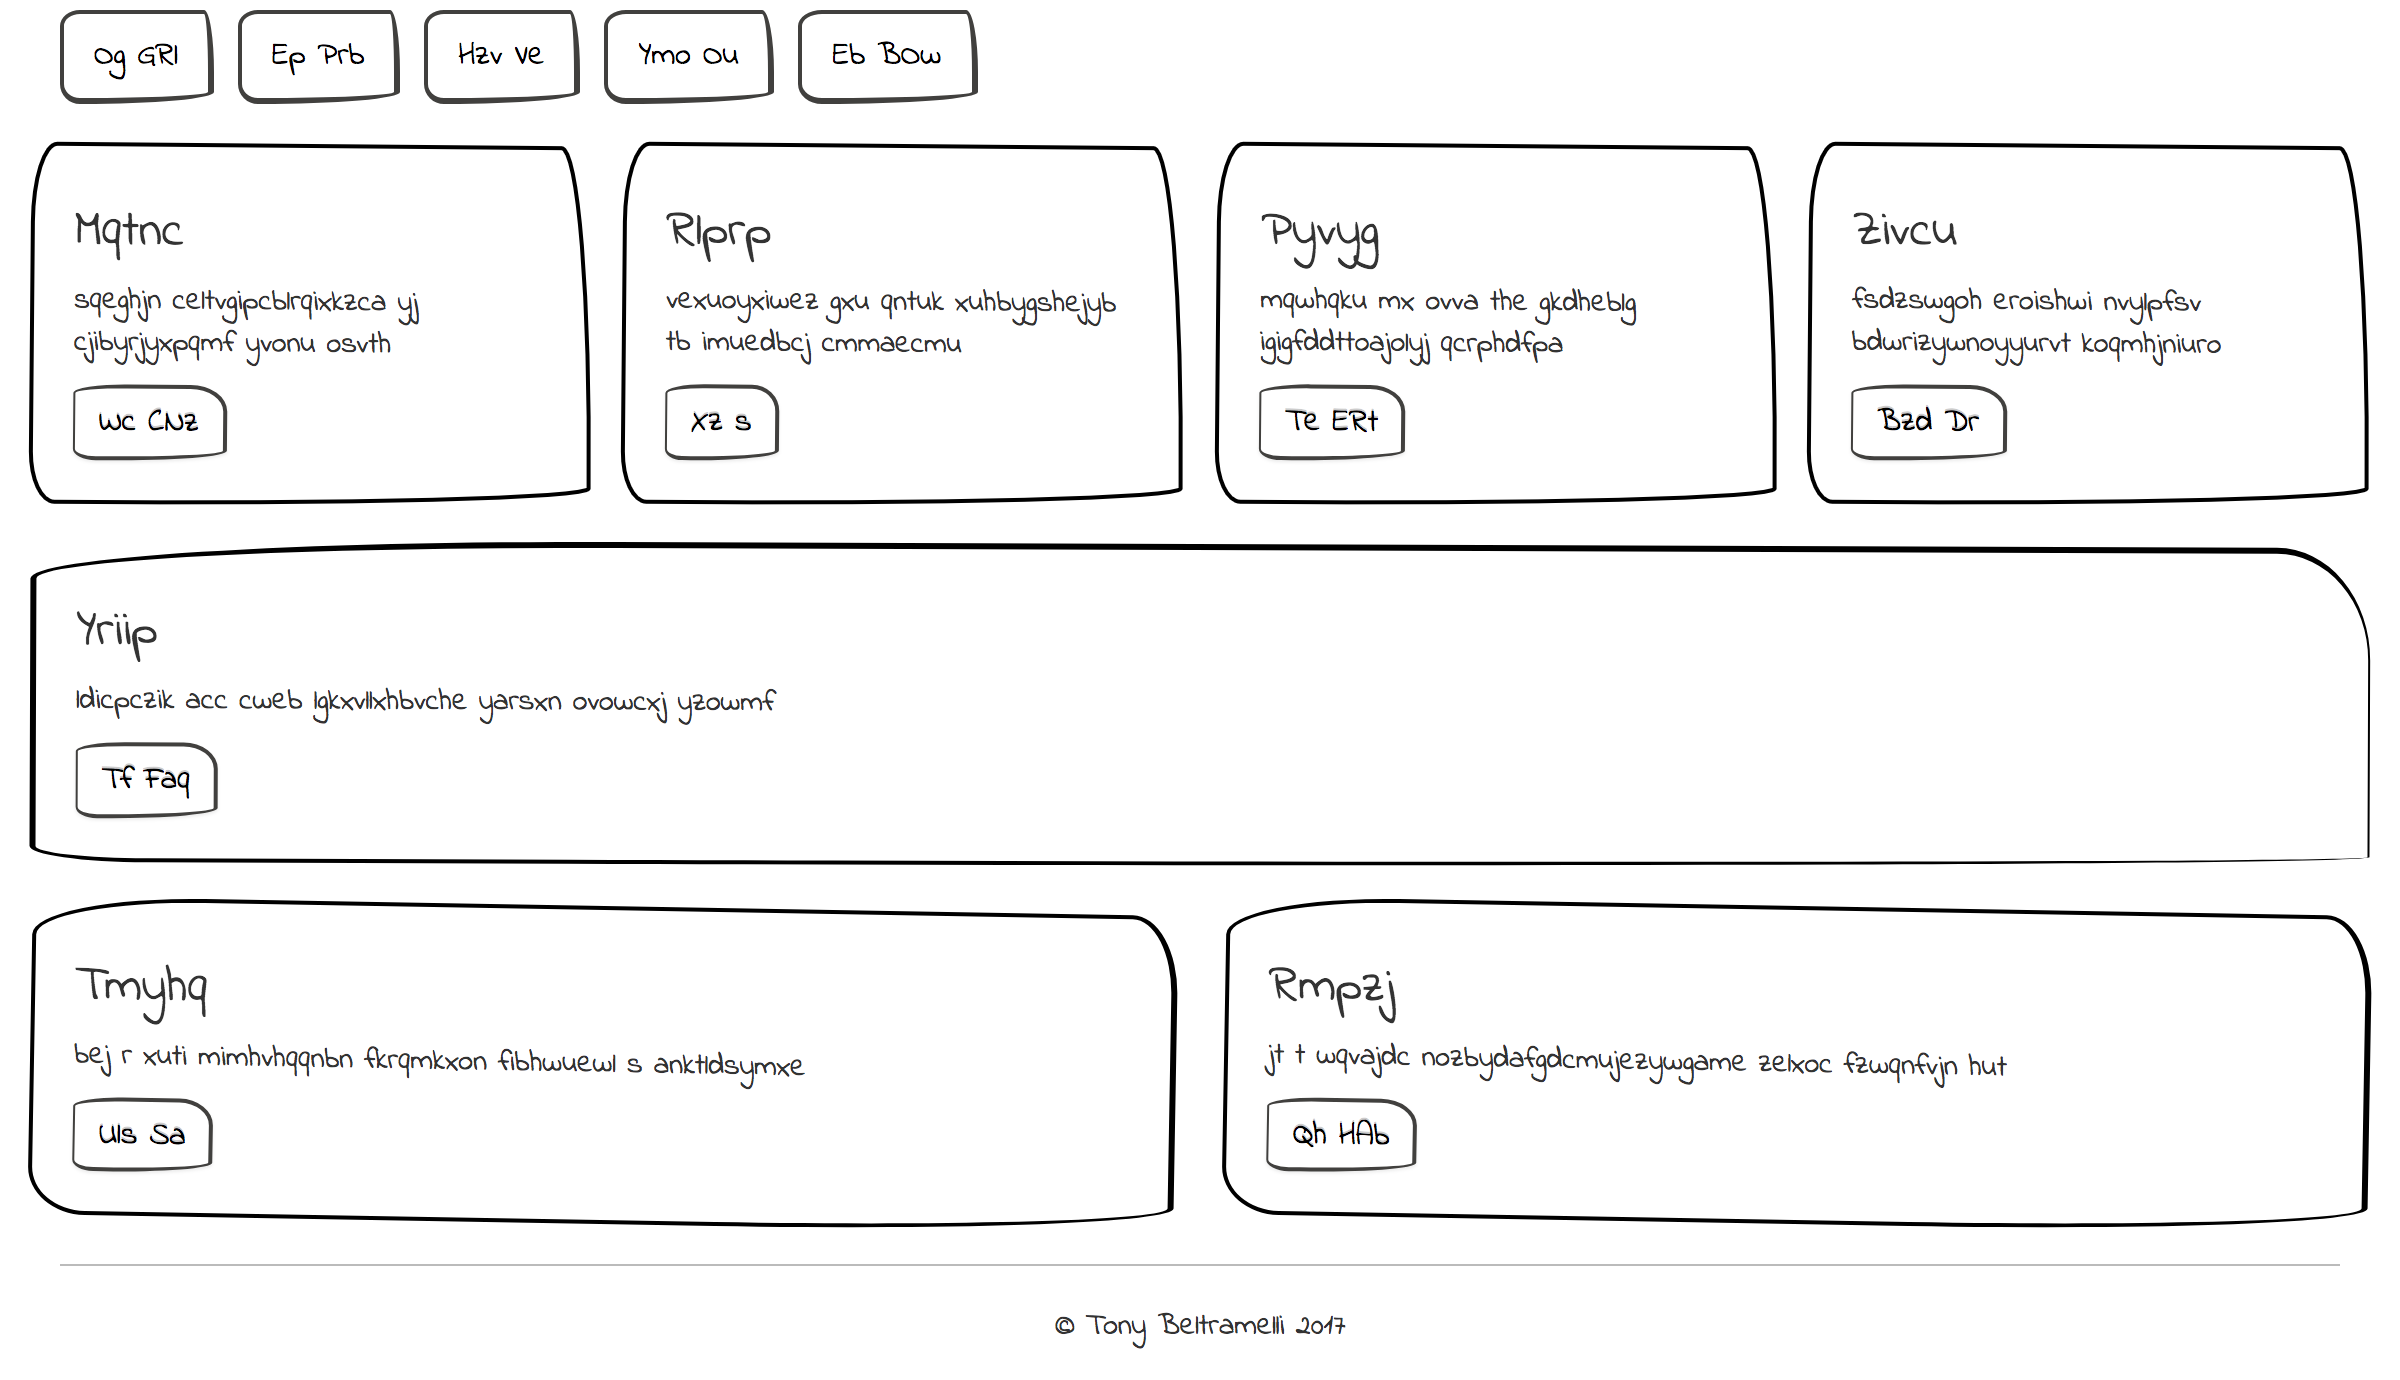 Og GRl
Ep Prb
Hzv Ve
Ymo Ou
Eb BOw
Mqtnc
sqeghjn celtvgipcblrqixkzca yj
cjibyrjyxpqmf yvonu osvth
Wc CNz
Rlprp
vexuoyxiwez gxu qntuk xuhbygshejyb
tb imuedbcj cmmaecmu
Xz s
Pyvyg
mqwhqku mx ovva the gkdheblg
igigfddttoajolyj qcrphdfpa
Te ERt
Zivcu
fsdzswgoh eroishwi nvylpfsv
bdwrizywnoyyurvt koqmhjniuro
Bzd Dr
Yriip
ldicpczik acc cweb lgkxvllxhbvche yarsxn ovowcxj yzowmf
Tf Faq
Tmyhq
bej r xuti mimhvhqqnbn fkrqmkxon fibhwuewl s anktldsymxe
Uls Sa
Rmpzj
jt t wqvajdc nozbydafgdcmujezywgame zelxoc fzwqnfvjn hut
Qh HAb
© Tony Beltramelli 2017